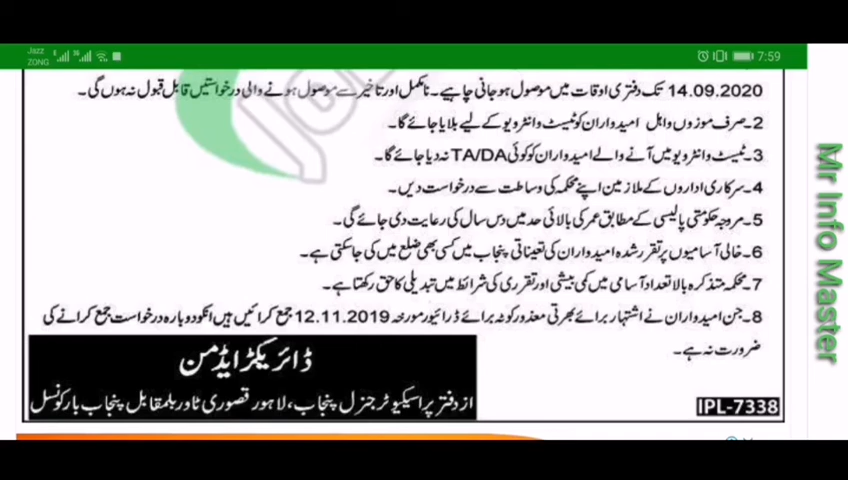 Jazz
ZONG
7:59
14.09.2020 تک دفتری اوقات میں موصول ہو جانی چاہیے۔ نامکمل اور تاخیر سے موصول ہونے والی درخواستیں قابل قبول نہ ہوں گی۔
2- صرف موزوں و اہل امیدواران کو ٹیسٹ و انٹرویو کے لیے بلایا جائے گا۔
3- ٹیسٹ و انٹرویو میں آنے والے امیدواران کو کوئی TA/DA نہ دیا جائے گا۔
4- سرکاری اداروں کے ملازمین اپنے محکمہ کی وساطت سے درخواست دیں۔
5- مروجہ حکومتی پالیسی کے مطابق عمر کی بالائی حد میں دس سال کی رعایت دی جائے گی۔
6- خالی آسامیوں پر تقرر شدہ امیدواران کی تعیناتی پنجاب میں کسی بھی ضلع میں کی جا سکتی ہے۔
7- محکمہ متذکرہ بالا تعداد آسامی میں کمی بیشی اور تقرری کی شرائط میں تبدیلی کا حق رکھتا ہے۔
8- جن امیدواران نے اشتہار برائے بھرتی معذور کوٹہ برائے ڈرائیور مورخہ 12.11.2019 جمع کرائیں ہیں انکو دوبارہ درخواست جمع کرانے کی
ضرورت نہ ہے۔
ڈائریکٹر ایڈمن
از دفتر پراسیکیوٹر جنرل پنجاب، لاہور قصوری ٹاور بلمقابل پنجاب بار کونسل
IPL-7338
Mr Info Master